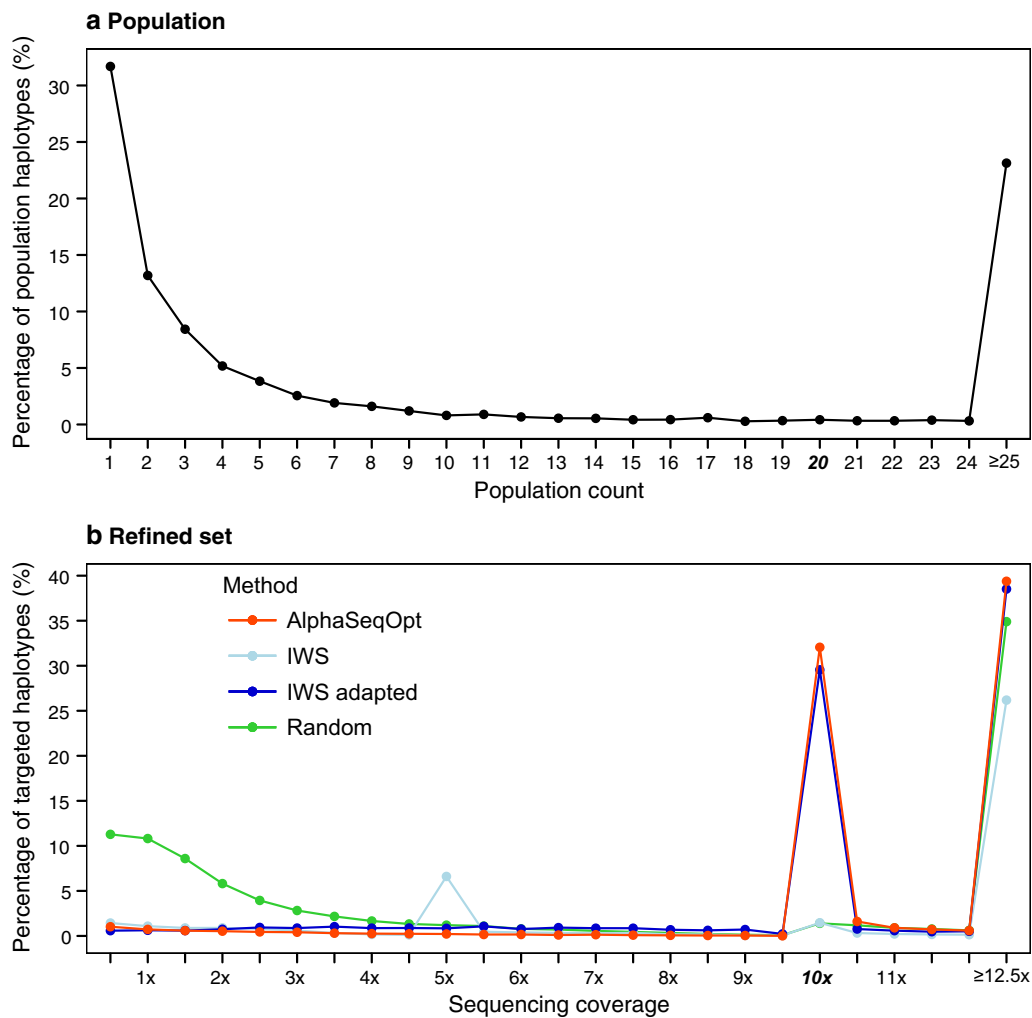 a Population
Percentage of population haplotypes (%)
30
25
20
15
10
5
0
1 2 3 4 5 6 7 8 9 10 11 12 13 14 15 16 17 18 19 20 21 22 23 24 ≥25
Population count
b Refined set
Percentage of targeted haplotypes (%)
40
35
30
25
20
15
10
5
0
Method
AlphaSeqOpt
IWS
IWS adapted
Random
1x 2x 3x 4x 5x 6x 7x 8x 9x 10x 11x ≥12.5x
Sequencing coverage